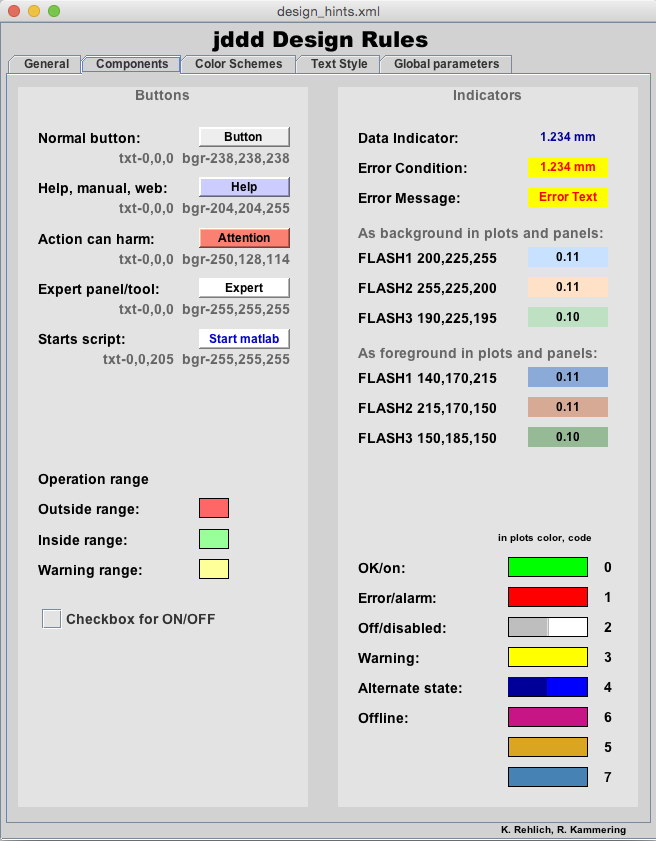 design_hints.xml
jddd Design Rules
General Components Color Schemes Text Style Global parameters
Buttons
Normal button: Button
txt-0,0,0 bgr-238,238,238
Help, manual, web: Help
txt-0,0,0 bgr-204,204,255
Action can harm: Attention
txt-0,0,0 bgr-250,128,114
Expert panel/tool: Expert
txt-0,0,0 bgr-255,255,255
Starts script: Start matlab
txt-0,0,205 bgr-255,255,255
Operation range
Outside range:
Inside range:
Warning range:
Checkbox for ON/OFF
Indicators
Data Indicator: 1.234 mm
Error Condition: 1.234 mm
Error Message: Error Text
As background in plots and panels:
FLASH1 200,225,255 0.11
FLASH2 255,225,200 0.11
FLASH3 190,225,195 0.10
As foreground in plots and panels:
FLASH1 140,170,215 0.11
FLASH2 215,170,150 0.11
FLASH3 150,185,150 0.10
in plots color, code
OK/on: 0
Error/alarm: 1
Off/disabled: 2
Warning: 3
Alternate state: 4
Offline: 6
5
7
K. Rehlich, R. Kammering